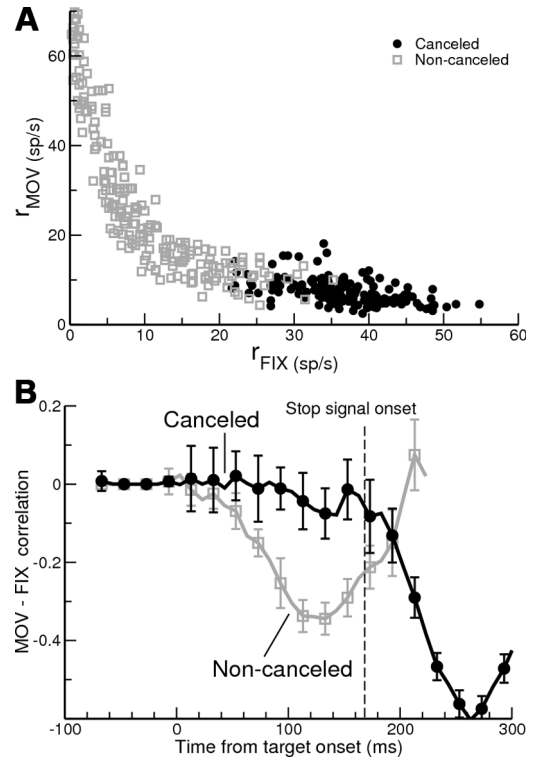 A
Canceled
Non-canceled
60
40
20
0
r_MOV (sp/s)
0 10 20 30 40 50 60
r_FIX (sp/s)
B
0.2
0
-0.2
-0.4
MOV - FIX correlation
Canceled
Stop signal onset
Non-canceled
-100 0 100 200 300
Time from target onset (ms)